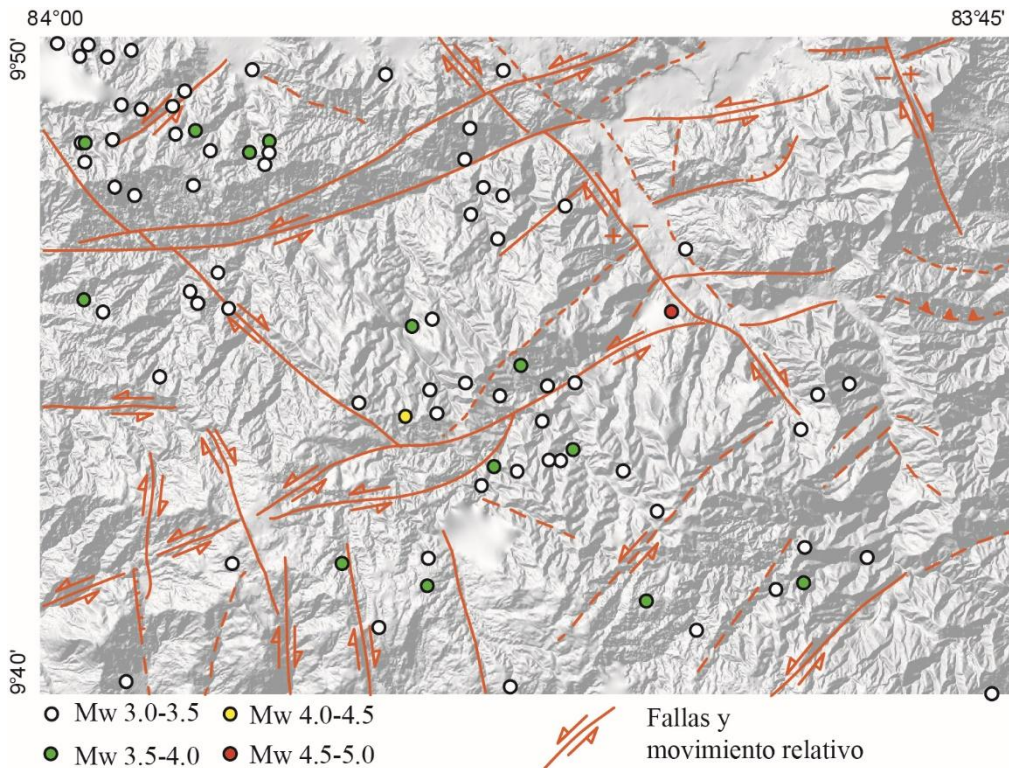 84°00'
83°45'
9°50'
9°40'
Mw 3.0-3.5
Mw 4.0-4.5
Mw 3.5-4.0
Mw 4.5-5.0
Fallas y
movimiento relativo